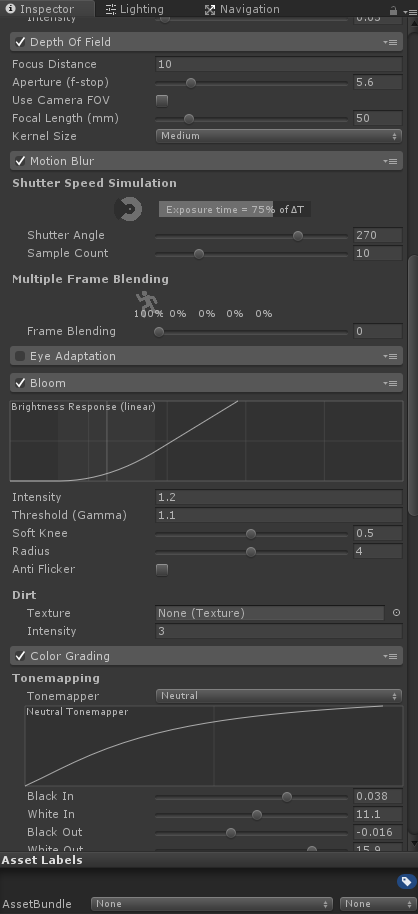 Inspector Lighting Navigation
Intensity 0.65
Depth Of Field
Focus Distance 10
Aperture (f-stop) 5.6
Use Camera FOV
Focal Length (mm) 50
Kernel Size Medium
Motion Blur
Shutter Speed Simulation
Exposure time = 75% of ΔT
Shutter Angle 270
Sample Count 10
Multiple Frame Blending
100% 0% 0% 0% 0%
Frame Blending 0
Eye Adaptation
Bloom
Brightness Response (linear)
Intensity 1.2
Threshold (Gamma) 1.1
Soft Knee 0.5
Radius 4
Anti Flicker
Dirt
Texture None (Texture)
Intensity 3
Color Grading
Tonemapping
Tonemapper Neutral
Neutral Tonemapper
Black In 0.038
White In 11.1
Black Out -0.016
White Out 15.9
Asset Labels
AssetBundle None None